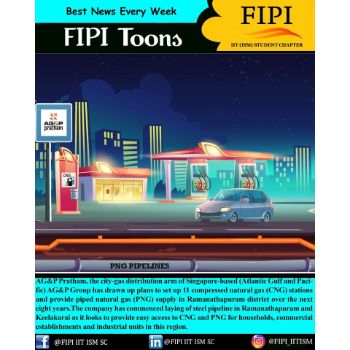 Best News Every Week
FIPI
FIPI Toons
IIT (ISM) STUDENT CHAPTER
AG&P
pratham
CNG
PNG PIPELINES
AG&P Pratham, the city-gas distribution arm of Singapore-based (Atlantic Gulf and Paci-
fic) AG&P Group has drawn up plans to set up 11 compressed natural gas (CNG) stations
and provide piped natural gas (PNG) supply in Ramanathapuram district over the next
eight years.The company has commenced laying of steel pipeline in Ramanathapuram and
Keelakarai as it looks to provide easy access to CNG and PNG for households, commercial
establishments and industrial units in this region.
@FIPI IIT ISM SC
@FIPI IIT ISM SC
@FIPI_IITISM